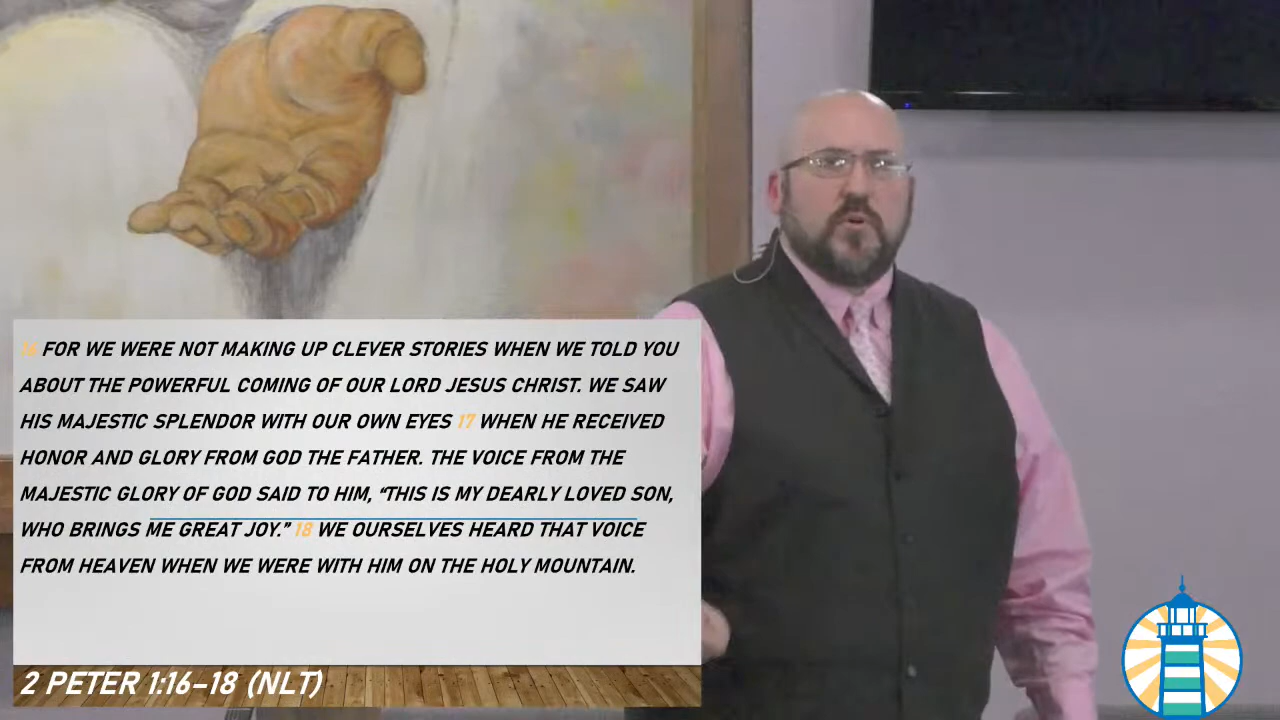 16 FOR WE WERE NOT MAKING UP CLEVER STORIES WHEN WE TOLD YOU
ABOUT THE POWERFUL COMING OF OUR LORD JESUS CHRIST. WE SAW
HIS MAJESTIC SPLENDOR WITH OUR OWN EYES 17 WHEN HE RECEIVED
HONOR AND GLORY FROM GOD THE FATHER. THE VOICE FROM THE
MAJESTIC GLORY OF GOD SAID TO HIM, “THIS IS MY DEARLY LOVED SON,
WHO BRINGS ME GREAT JOY.” 18 WE OURSELVES HEARD THAT VOICE
FROM HEAVEN WHEN WE WERE WITH HIM ON THE HOLY MOUNTAIN.
2 PETER 1:16-18 (NLT)